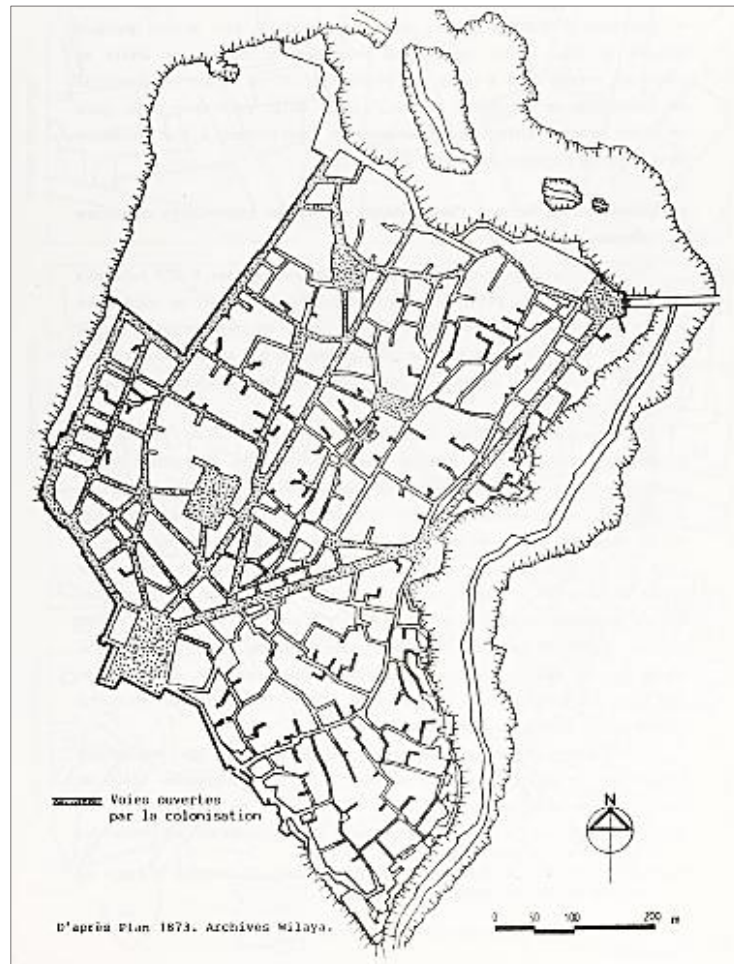 Voies ouvertes
par la colonisation
N
D'après Plan 1873. Archives Wilaya.
0 50 100 200 m